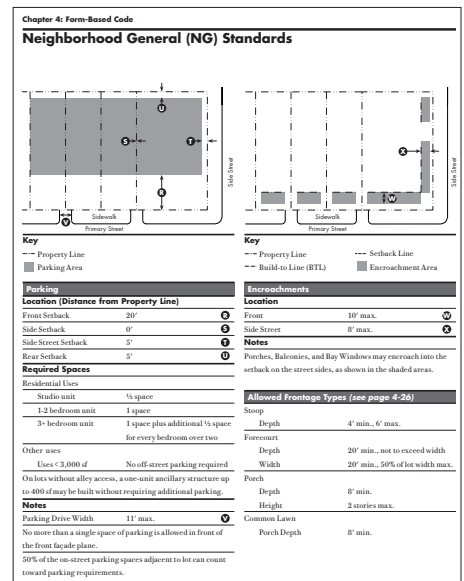 Chapter 4: Form-Based Code
Neighborhood General (NG) Standards
U
S
T
R
V
Side Street
Sidewalk
Primary Street
Key
Property Line
Parking Area
Parking
Location (Distance from Property Line)
Front Setback 20' R
Side Setback 0' S
Side Street Setback 5' T
Rear Setback 5' U
Required Spaces
Residential Uses
Studio unit ½ space
1-2 bedroom unit 1 space
3+ bedroom unit 1 space plus additional ½ space
for every bedroom over two
Other uses
Uses < 3,000 sf No off-street parking required
On lots without alley access, a one-unit ancillary structure up
to 400 sf may be built without requiring additional parking.
Notes
Parking Drive Width 11' max. V
No more than a single space of parking is allowed in front of
the front façade plane.
50% of the on-street parking spaces adjacent to lot can count
toward parking requirements.
X
W
Side Street
Sidewalk
Primary Street
Key
Property Line
Setback Line
Build-to Line (BTL)
Encroachment Area
Encroachments
Location
Front 10' max. W
Side Street 8' max. X
Notes
Porches, Balconies, and Bay Windows may encroach into the
setback on the street sides, as shown in the shaded areas.
Allowed Frontage Types (see page 4-26)
Stoop
Depth 4' min., 6' max.
Forecourt
Depth 20' min., not to exceed width
Width 20' min., 50% of lot width max.
Porch
Depth 8' min.
Height 2 stories max.
Common Lawn
Porch Depth 8' min.